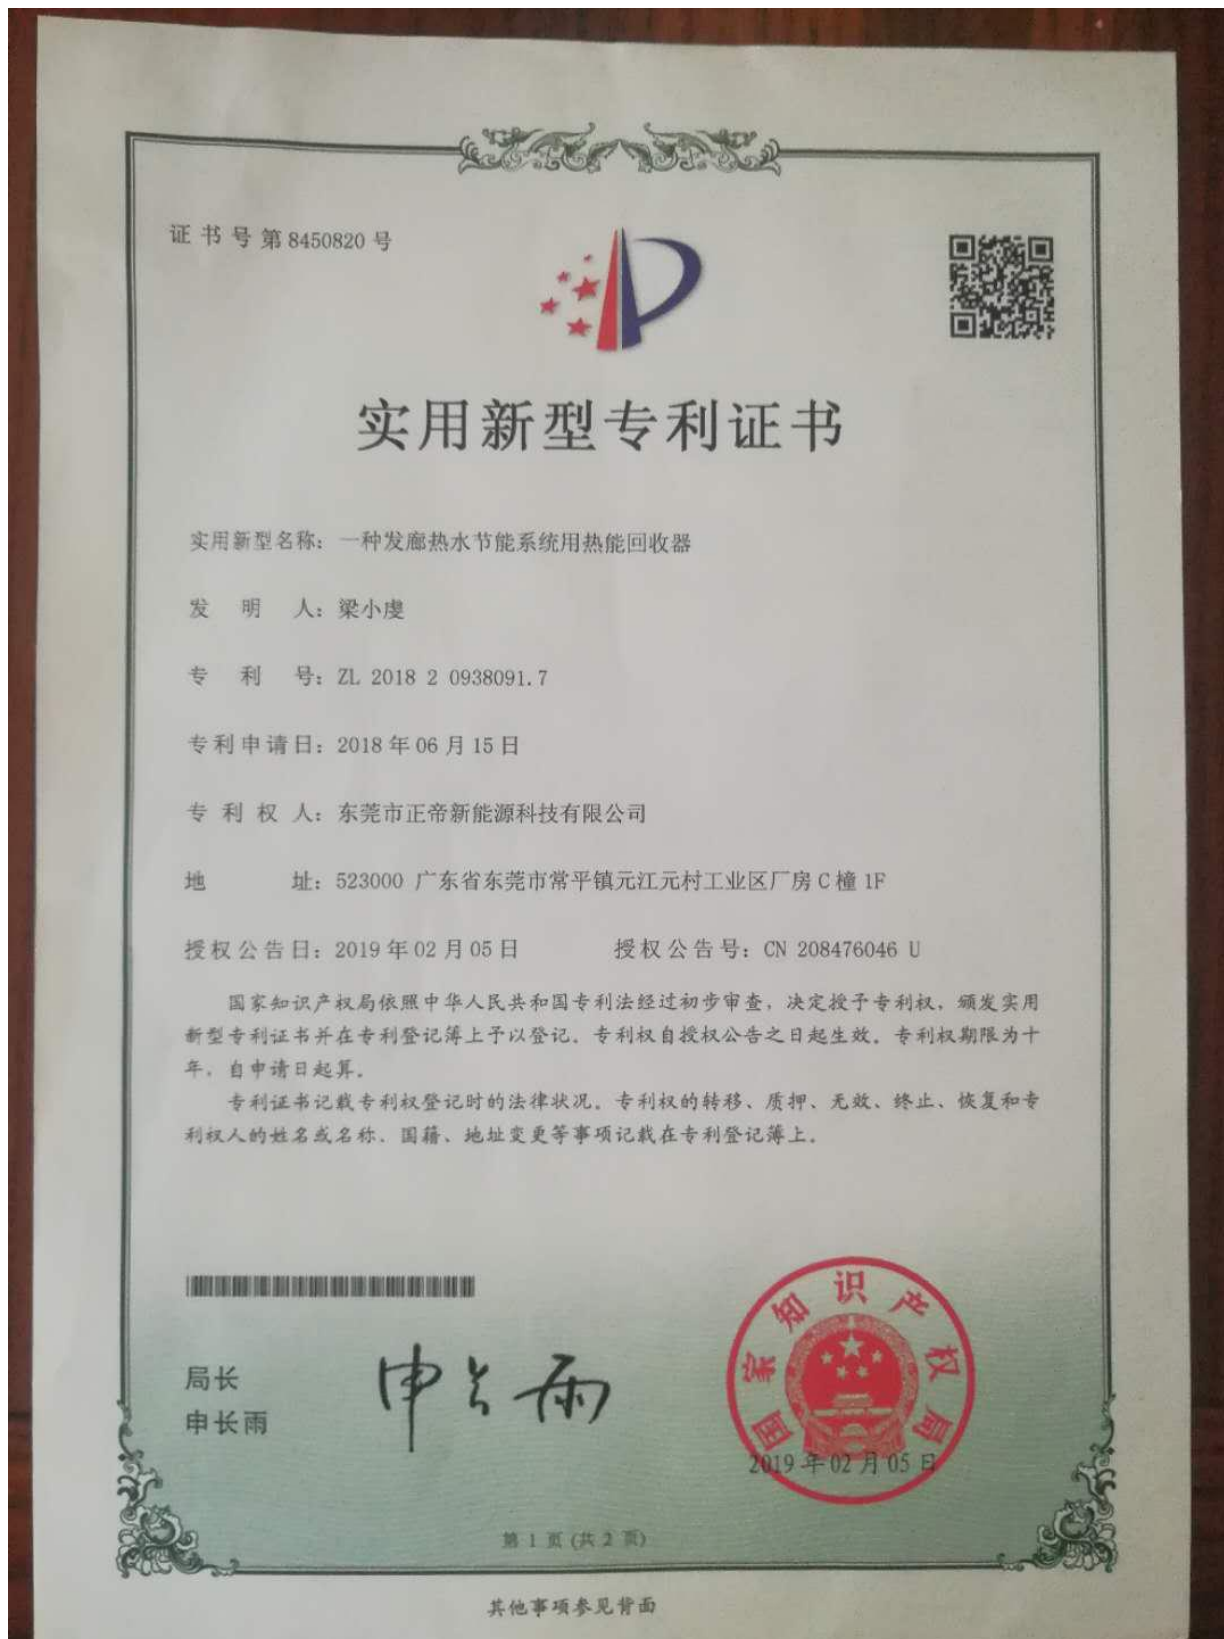 证书号第8450820号
实用新型专利证书
实用新型名称：一种发廊热水节能系统用热能回收器
发明人：梁小虔
专利号：ZL 2018 2 0938091.7
专利申请日：2018年06月15日
专利权人：东莞市正帝新能源科技有限公司
地址：523000 广东省东莞市常平镇元江元村工业区厂房C橦1F
授权公告日：2019年02月05日 授权公告号：CN 208476046 U
国家知识产权局依照中华人民共和国专利法经过初步审查，决定授予专利权，颁发实用
新型专利证书并在专利登记簿上予以登记。专利权自授权公告之日起生效。专利权期限为十
年，自申请日起算。
专利证书记载专利权登记时的法律状况。专利权的转移、质押、无效、终止、恢复和专
利权人的姓名或名称、国籍、地址变更等事项记载在专利登记簿上。
局长
申长雨
申长雨
国家知识产权局
2019年02月05日
第 1 页 (共 2 页)
其他事项参见背面